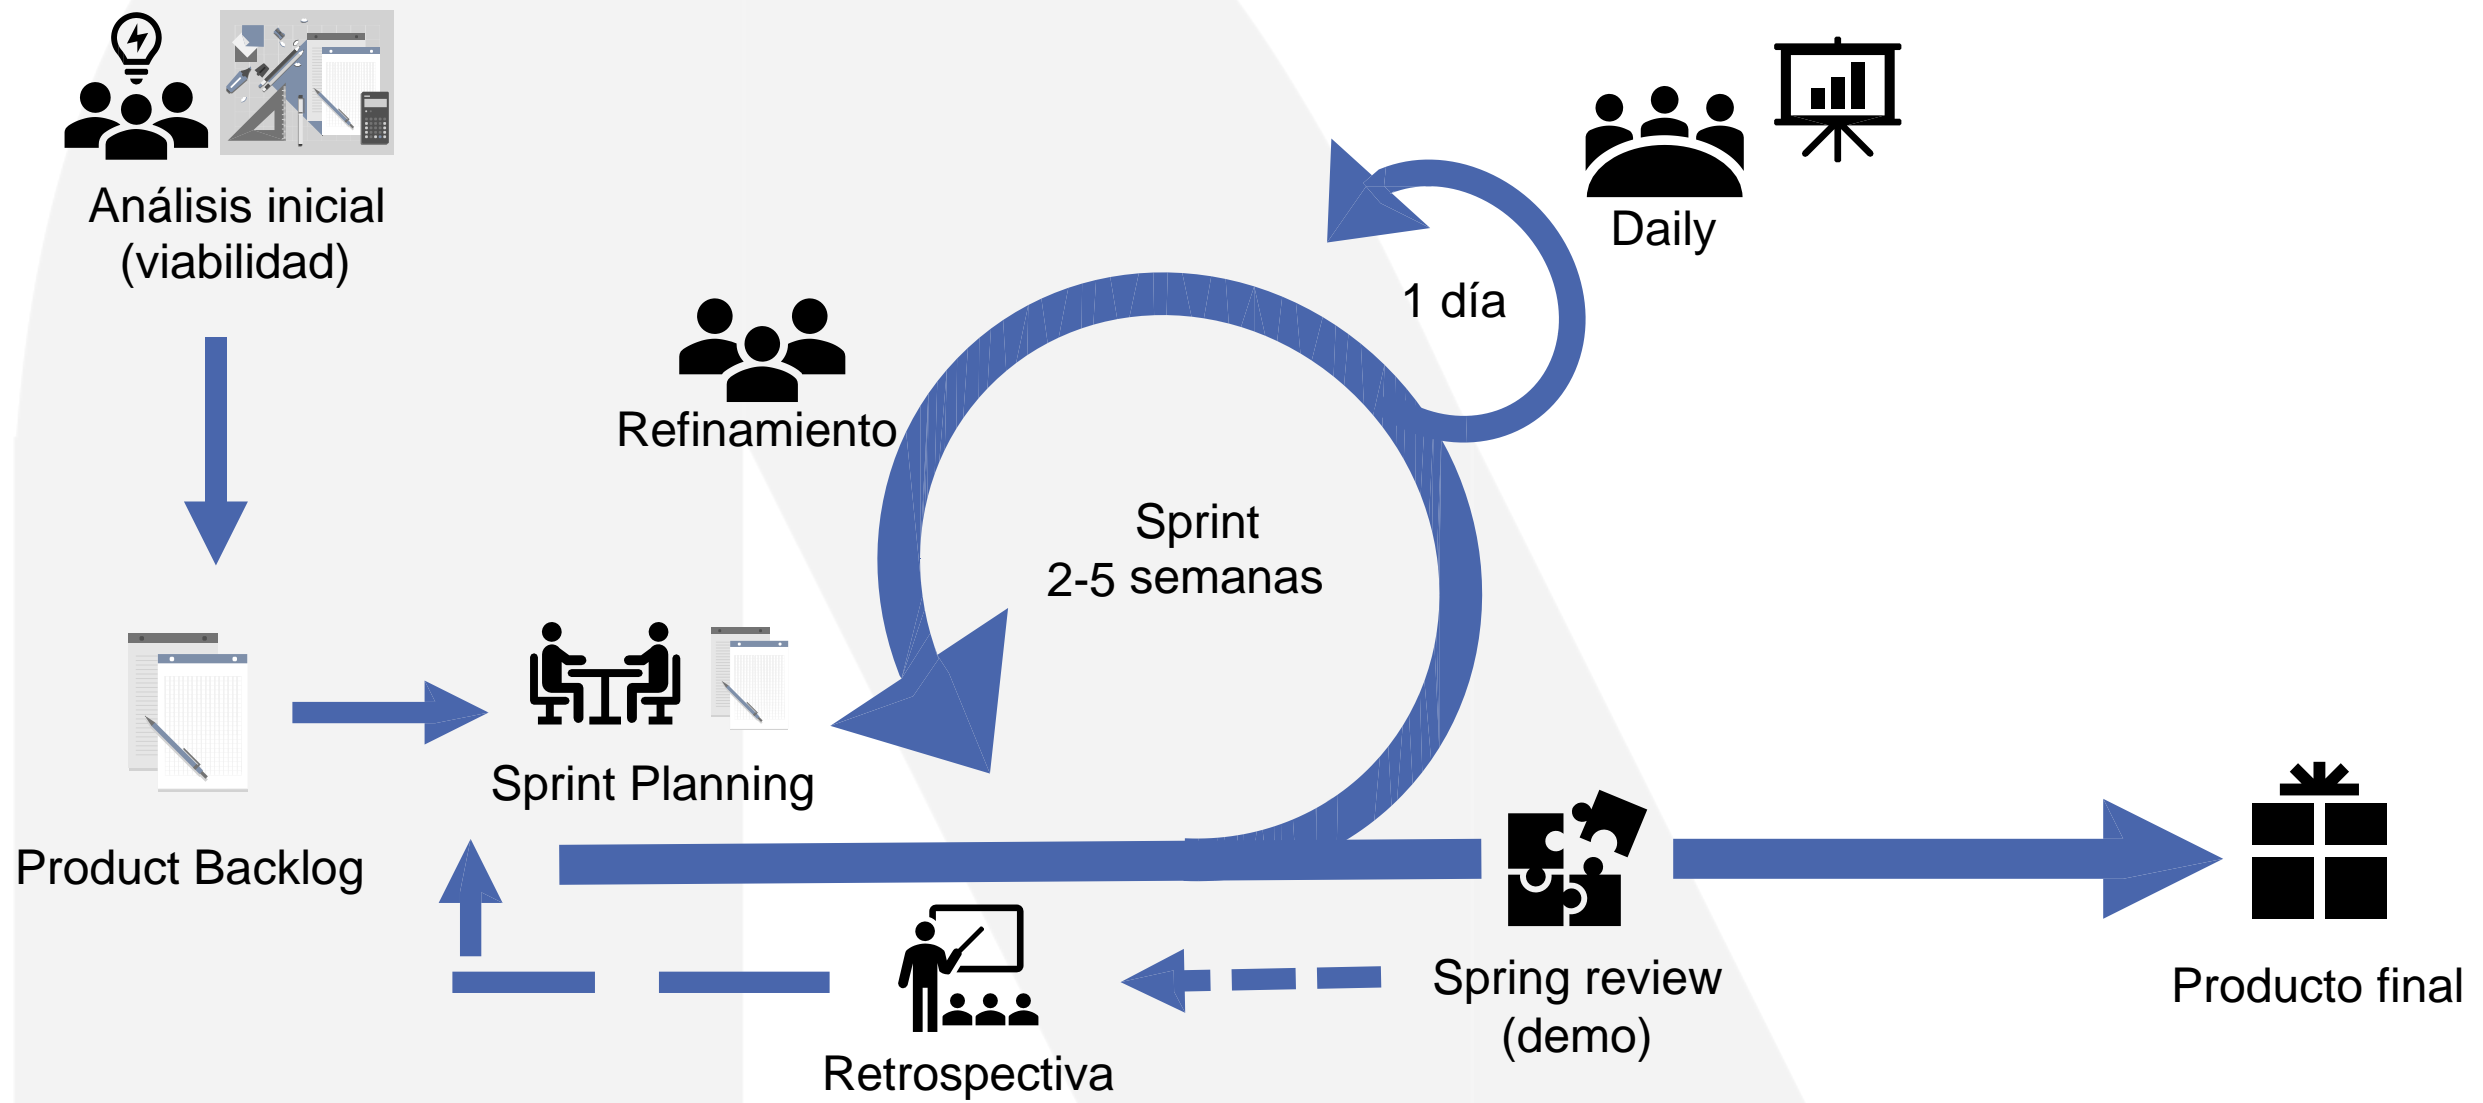 Análisis inicial
(viabilidad)
Daily
1 día
Refinamiento
Sprint
2-5 semanas
Sprint Planning
Product Backlog
Spring review
(demo)
Producto final
Retrospectiva